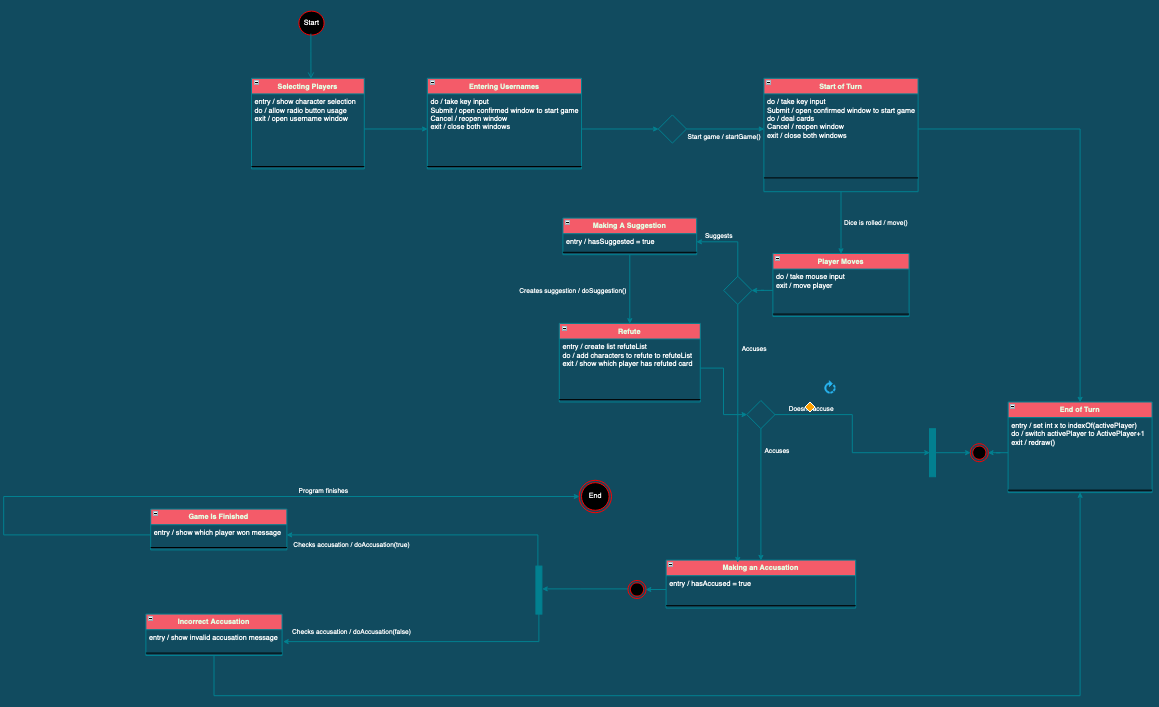 Start
Selecting Players
entry / show character selection
do / allow radio button usage
exit / open username window
Entering Usernames
do / take key input
Submit / open confirmed window to start game
Cancel / reopen window
exit / close both windows
Start game / startGame()
Start of Turn
do / take key input
Submit / open confirmed window to start game
do / deal cards
Cancel / reopen window
exit / close both windows
Dice is rolled / move()
Making A Suggestion
entry / hasSuggested = true
Suggests
Player Moves
do / take mouse input
exit / move player
Creates suggestion / doSuggestion()
Refute
entry / create list refuteList
do / add characters to refute to refuteList
exit / show which player has refuted card
Accuses
accuse
Accuses
End of Turn
entry / set int x to indexOf(activePlayer)
do / switch activePlayer to ActivePlayer+1
exit / redraw()
Program finishes
End
Game is Finished
entry / show which player won message
Checks accusation / doAccusation(true)
Making an Accusation
entry / hasAccused = true
Incorrect Accusation
entry / show invalid accusation message
Checks accusation / doAccusation(false)